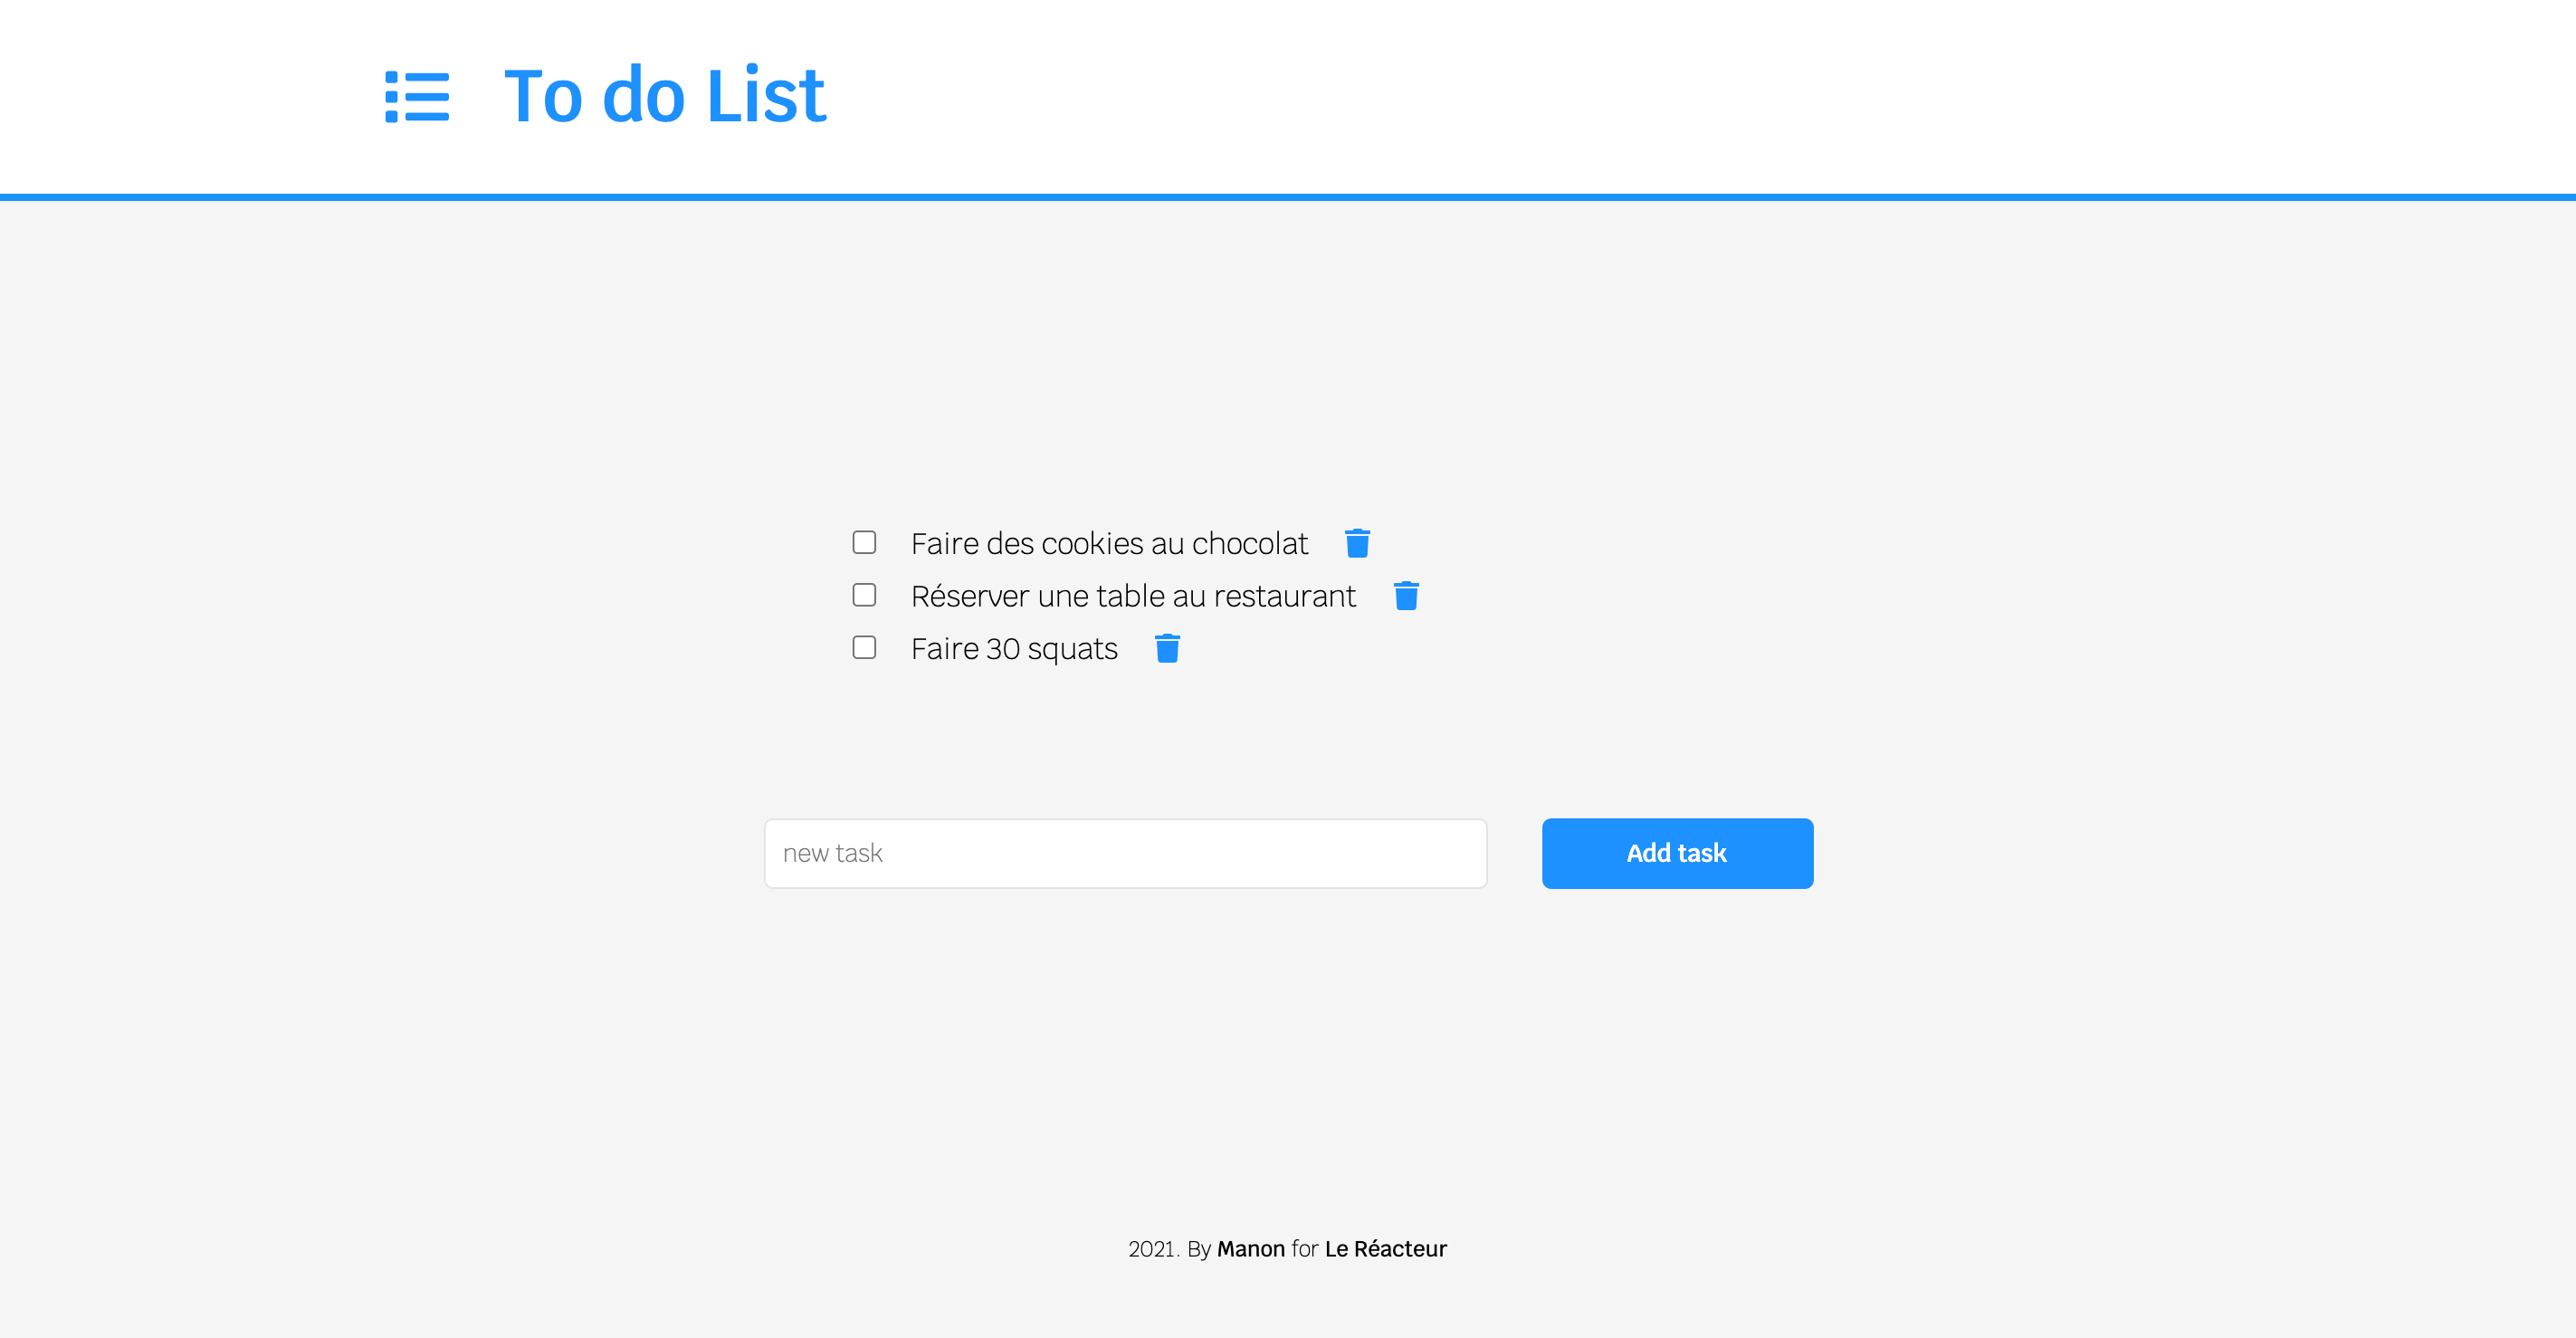 To do List
Faire des cookies au chocolat
Réserver une table au restaurant
Faire 30 squats
new task
Add task
2021. By Manon for Le Réacteur